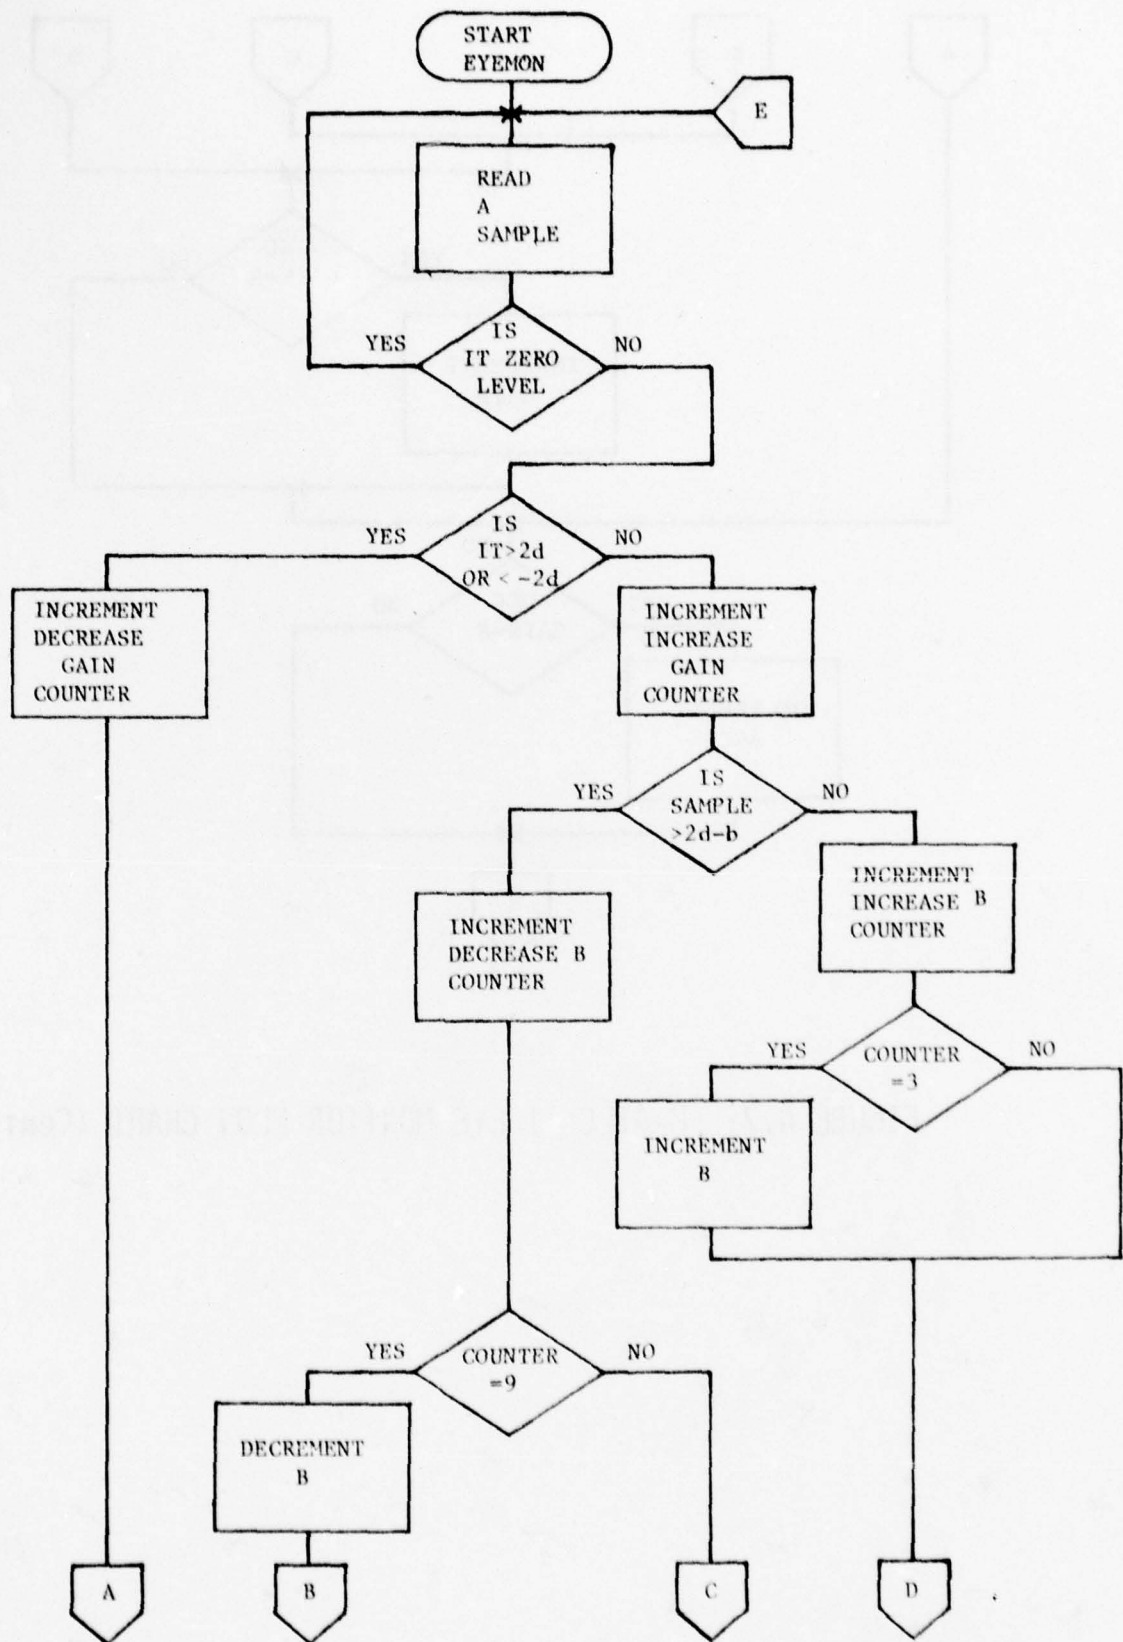 START
EYEMON
E
READ
A
SAMPLE
IS
IT ZERO
LEVEL
YES
NO
IS
IT>2d
OR < -2d
YES
NO
INCREMENT
DECREASE
GAIN
COUNTER
INCREMENT
INCREASE
GAIN
COUNTER
IS
SAMPLE
>2d-b
YES
NO
INCREMENT
DECREASE B
COUNTER
INCREMENT
INCREASE B
COUNTER
COUNTER
=3
YES
NO
INCREMENT
B
COUNTER
=9
YES
NO
DECREMENT
B
A
B
C
D